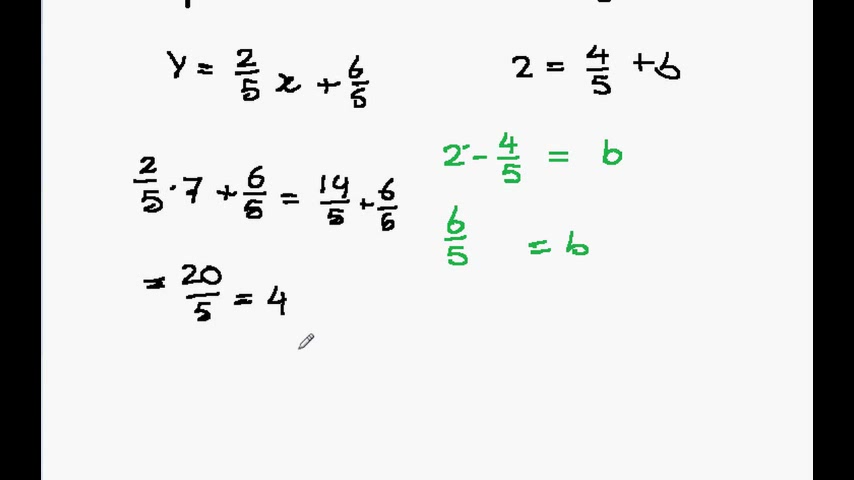 Y = 2/5 x + 6/5
2/5 · 7 + 6/5 = 14/5 + 6/5
= 20/5 = 4
2 = 4/5 + b
2 - 4/5 = b
6/5 = b